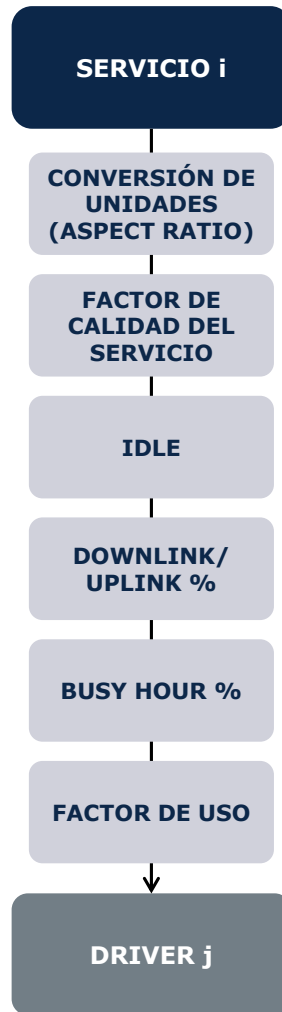 SERVICIO i
CONVERSIÓN DE
UNIDADES
(ASPECT RATIO)
FACTOR DE
CALIDAD DEL
SERVICIO
IDLE
DOWNLINK/
UPLINK %
BUSY HOUR %
FACTOR DE USO
DRIVER j